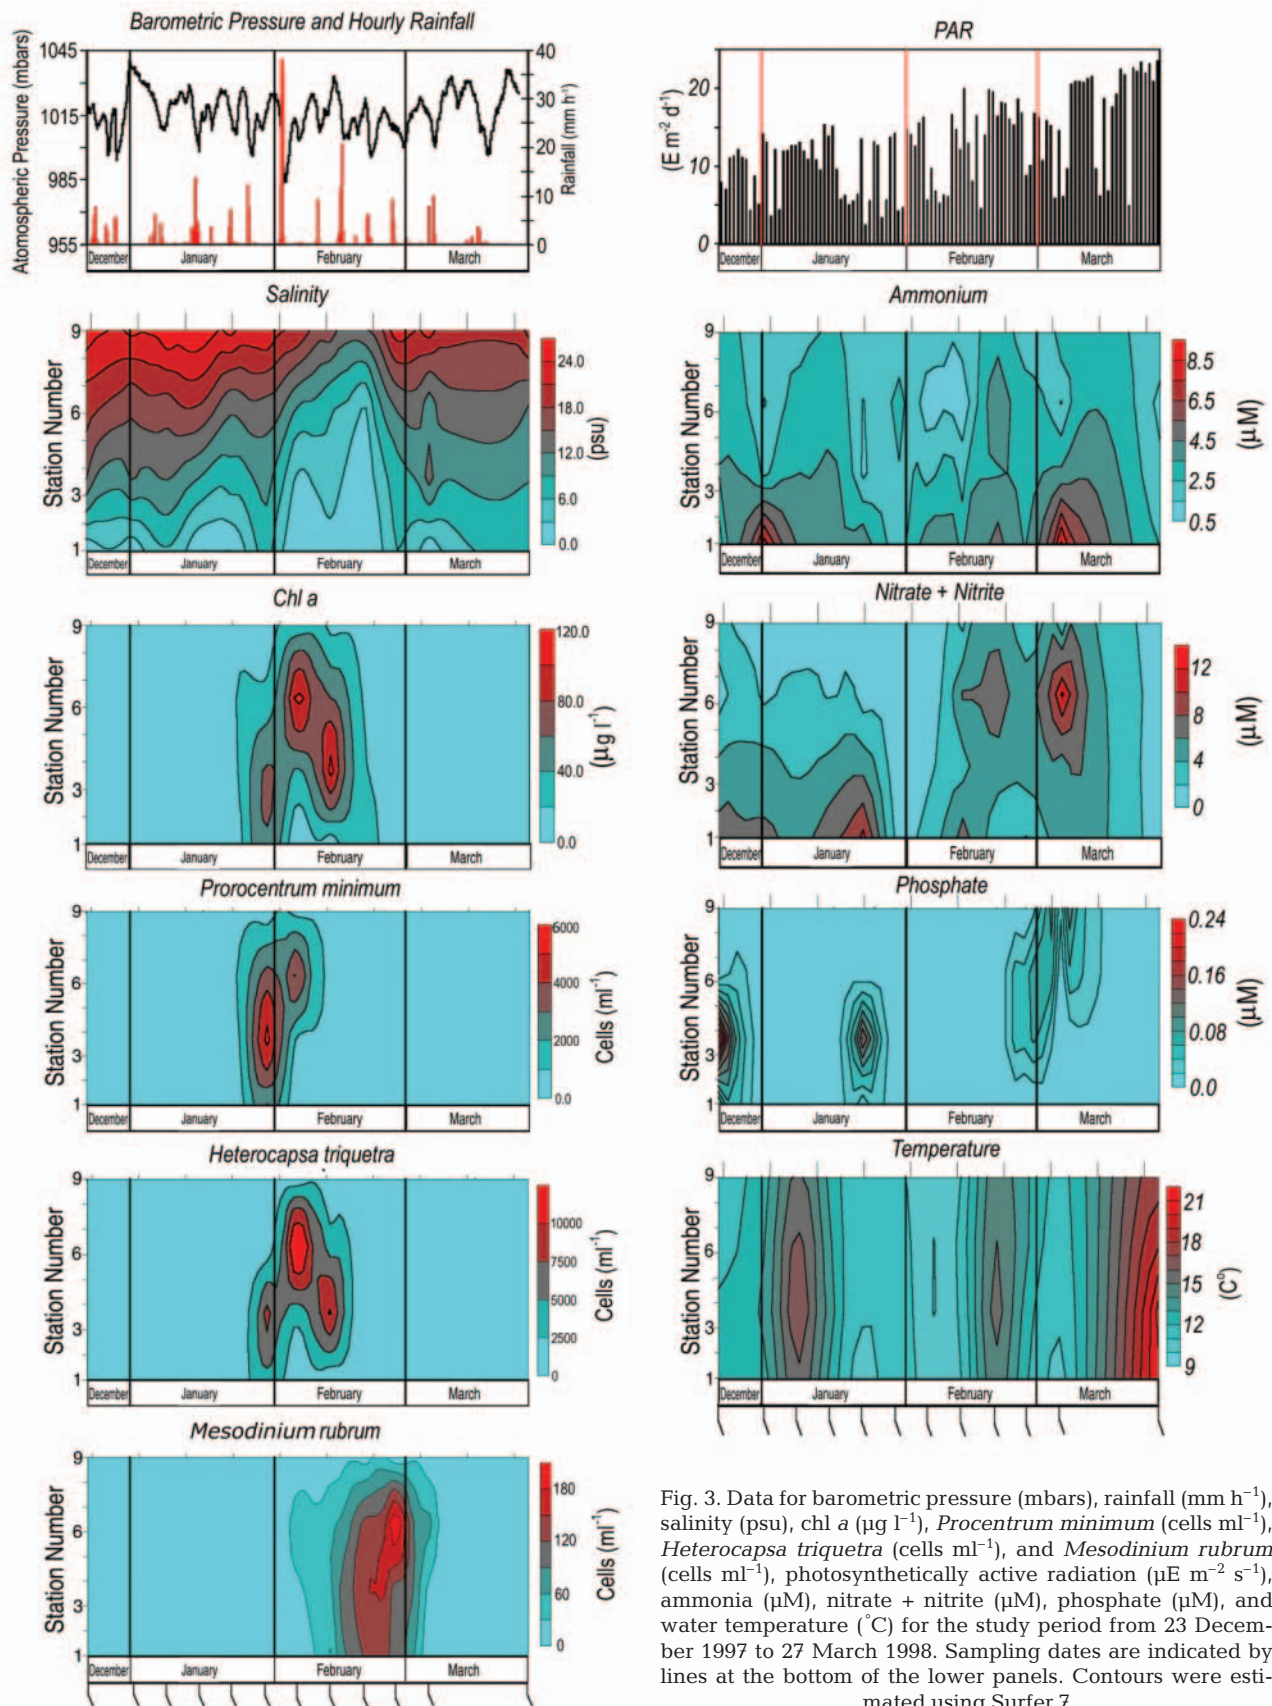 Barometric Pressure and Hourly Rainfall
Atomospheric Pressure (mbars)
1045
1015
985
955
40
30
20
10
0
Rainfall (mm h⁻¹)
December January February March
Salinity
Station Number
9
6
3
1
24.0
18.0
12.0
6.0
0.0
(psu)
December January February March
Chl a
Station Number
9
6
3
1
120.0
80.0
40.0
0.0
(µg l⁻¹)
December January February March
Prorocentrum minimum
Station Number
9
6
3
1
6000
4000
2000
0.0
Cells (ml⁻¹)
December January February March
Heterocapsa triquetra
Station Number
9
6
3
1
10000
7500
5000
2500
0
Cells (ml⁻¹)
December January February March
Mesodinium rubrum
Station Number
9
6
3
1
180
120
60
0
Cells (ml⁻¹)
December January February March
PAR
(E m⁻² d⁻¹)
20
10
0
December January February March
Ammonium
Station Number
9
6
3
1
8.5
6.5
4.5
2.5
0.5
(µM)
December January February March
Nitrate + Nitrite
Station Number
9
6
3
1
12
8
4
0
(µM)
December January February March
Phosphate
Station Number
9
6
3
1
0.24
0.16
0.08
0.0
(µM)
December January February March
Temperature
Station Number
9
6
3
1
21
18
15
12
9
(C°)
December January February March
Fig. 3. Data for barometric pressure (mbars), rainfall (mm h⁻¹),
salinity (psu), chl a (µg l⁻¹), Procentrum minimum (cells ml⁻¹),
Heterocapsa triquetra (cells ml⁻¹), and Mesodinium rubrum
(cells ml⁻¹), photosynthetically active radiation (µE m⁻² s⁻¹),
ammonia (µM), nitrate + nitrite (µM), phosphate (µM), and
water temperature (°C) for the study period from 23 Decem-
ber 1997 to 27 March 1998. Sampling dates are indicated by
lines at the bottom of the lower panels. Contours were esti-
mated using Surfer 7